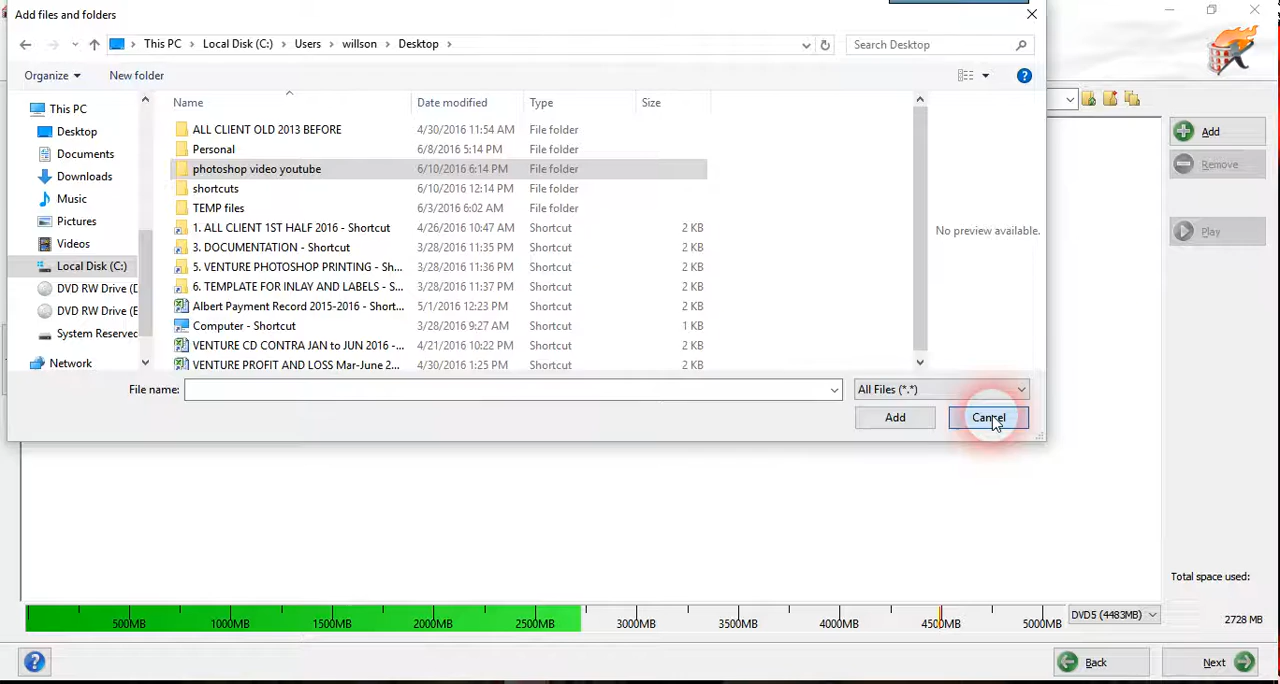 Add files and folders
This PC Local Disk (C:) Users willson Desktop
Search Desktop
Organize New folder
Name Date modified Type Size
This PC
Desktop
Documents
Downloads
Music
Pictures
Videos
Local Disk (C:)
DVD RW Drive (D
DVD RW Drive (E
System Reserved
Network
ALL CLIENT OLD 2013 BEFORE 4/30/2016 11:54 AM File folder
Personal 6/8/2016 5:14 PM File folder
photoshop video youtube 6/10/2016 6:14 PM File folder
shortcuts 6/10/2016 12:14 PM File folder
TEMP files 6/3/2016 6:02 AM File folder
1. ALL CLIENT 1ST HALF 2016 - Shortcut 4/26/2016 10:47 AM Shortcut 2 KB
3. DOCUMENTATION - Shortcut 3/28/2016 11:35 PM Shortcut 2 KB
5. VENTURE PHOTOSHOP PRINTING - Sh... 3/28/2016 11:36 PM Shortcut 2 KB
6. TEMPLATE FOR INLAY AND LABELS - S... 3/28/2016 11:37 PM Shortcut 2 KB
Albert Payment Record 2015-2016 - Short... 5/1/2016 12:23 PM Shortcut 2 KB
Computer - Shortcut 3/28/2016 9:27 AM Shortcut 1 KB
VENTURE CD CONTRA JAN to JUN 2016 -... 4/21/2016 10:22 PM Shortcut 2 KB
VENTURE PROFIT AND LOSS Mar-June 2... 4/30/2016 1:25 PM Shortcut 2 KB
No preview available.
File name:
All Files (*.*)
Add Cancel
Add
Remove
Play
Total space used:
500MB 1000MB 1500MB 2000MB 2500MB 3000MB 3500MB 4000MB 4500MB 5000MB
DVD5 (4483MB)
2728 MB
Back Next